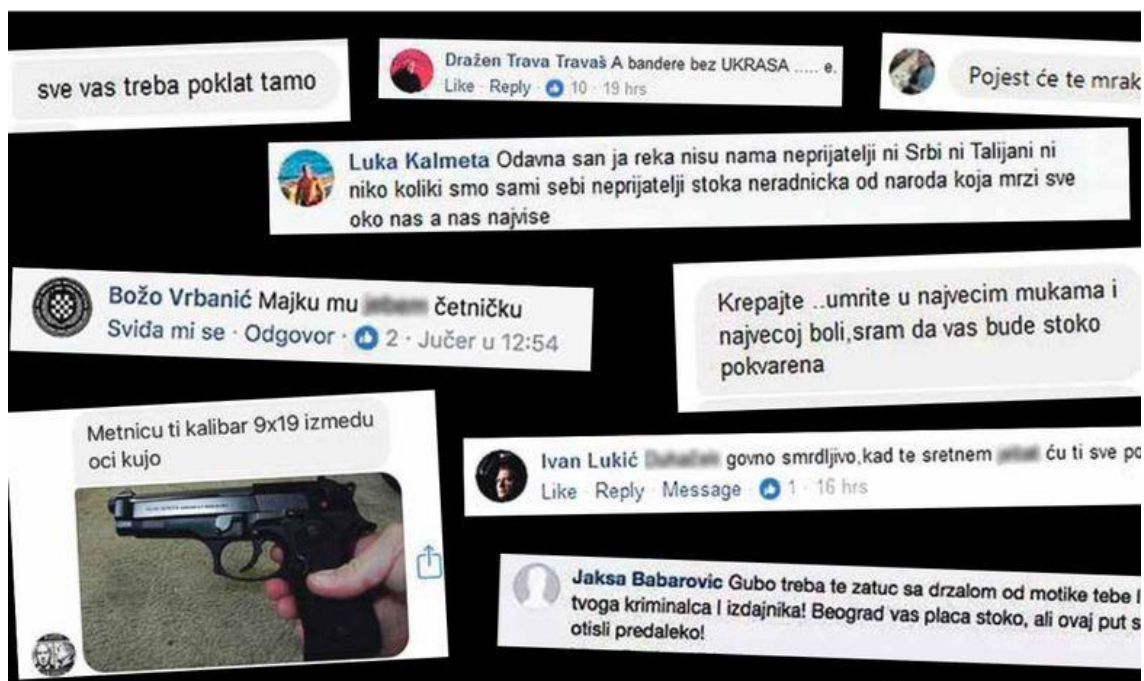 sve vas treba poklat tamo
Dražen Trava Travaš A bandere bez UKRASA ..... e.
Like · Reply · 10 · 19 hrs
Pojest će te mrak
Luka Kalmeta Odavna san ja reka nisu nama neprijatelji ni Srbi ni Talijani ni
niko koliki smo sami sebi neprijatelji stoka neradnicka od naroda koja mrzi sve
oko nas a nas najvise
Božo Vrbanić Majku mu četničku
Sviđa mi se · Odgovor · 2 · Jučer u 12:54
Krepajte ..umrite u najvecim mukama i
najvecoj boli,sram da vas bude stoko
pokvarena
Metnicu ti kalibar 9x19 izmedu
oci kujo
Ivan Lukić govno smrdljivo,kad te sretnem ću ti sve po
Like · Reply · Message · 1 · 16 hrs
Jaksa Babarovic Gubo treba te zatuc sa drzalom od motike tebe I
tvoga kriminalca I izdajnika! Beograd vas placa stoko, ali ovaj put s
otisli predaleko!